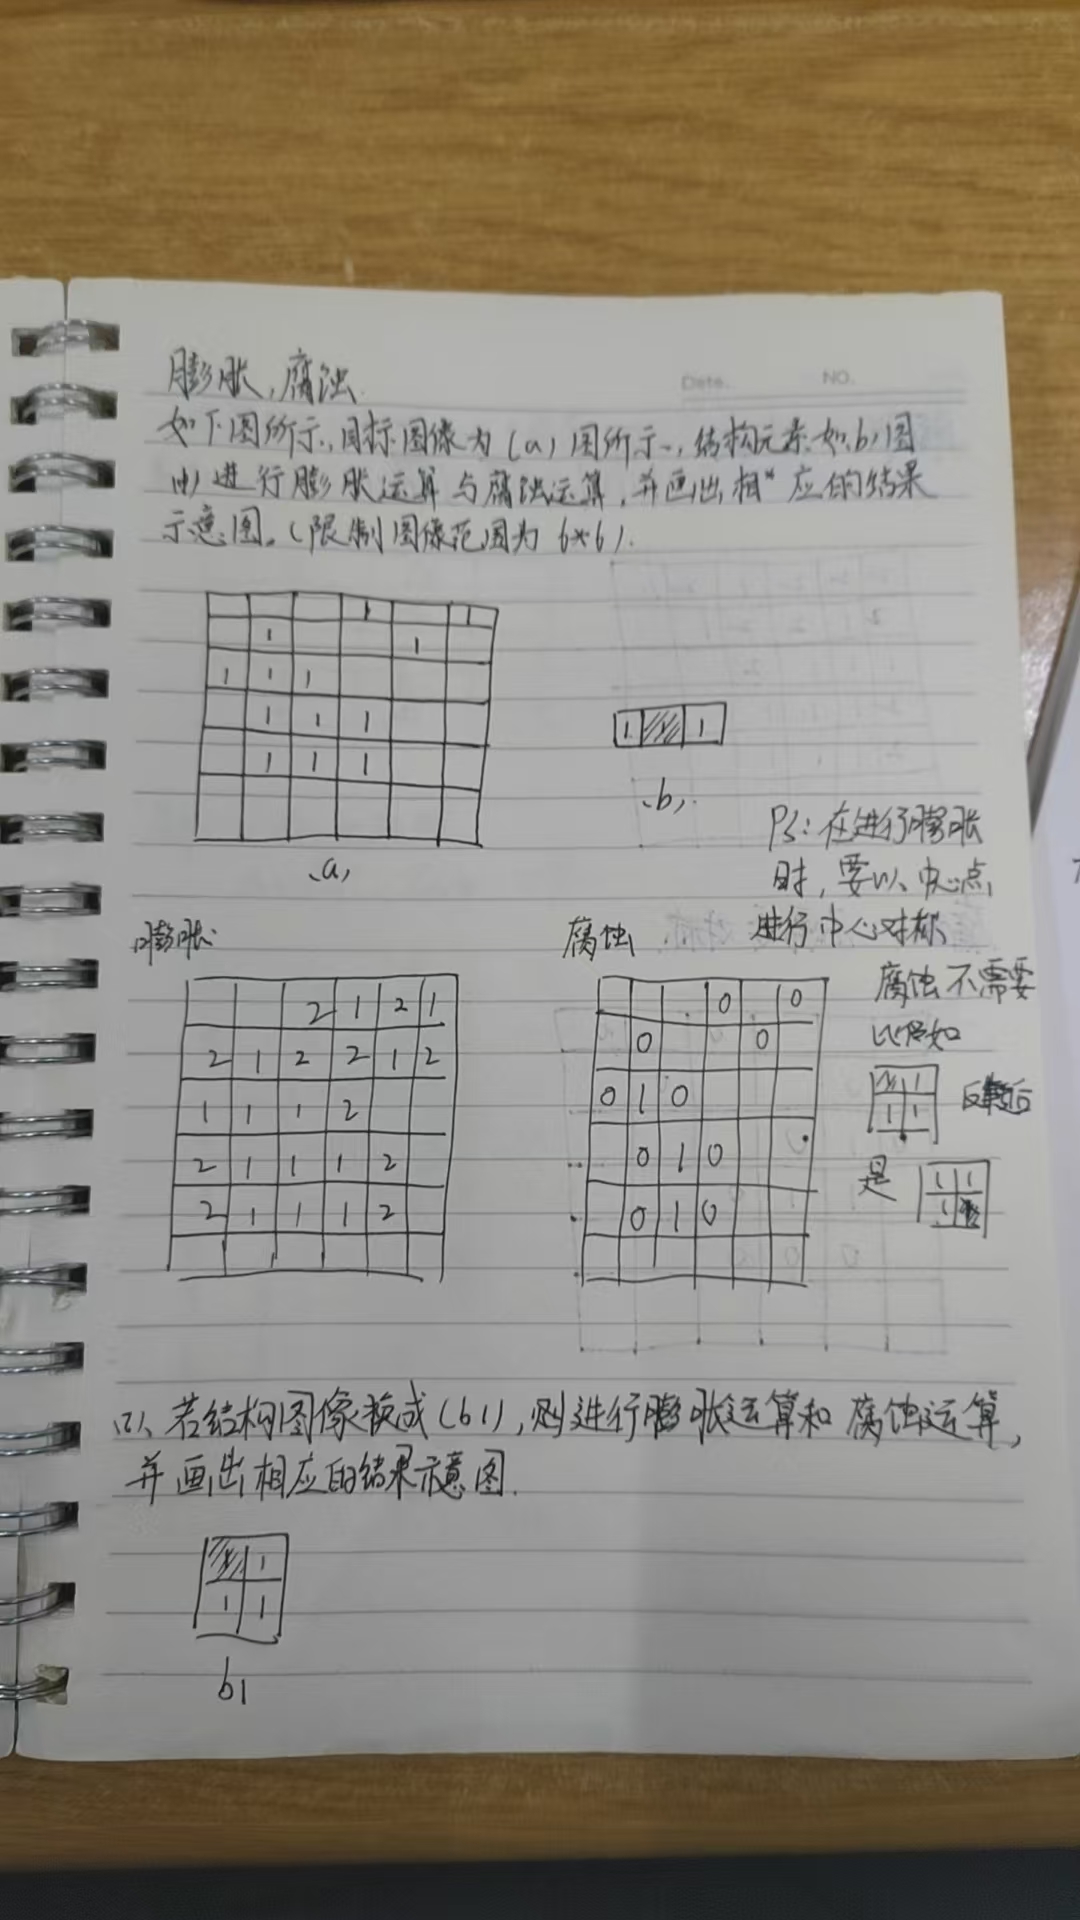 Date.
NO.
膨胀,腐蚀.
如下图所示,目标图像为(a)图所示,结构元素如(b)图
(1)进行膨胀运算与腐蚀运算,并画出相应的结果
示意图。(限制图像范围为6*6).
1 1
1 1
1 1 1
1 1 1
1 1 1
(a)
1 1
(b)
PS:在进行膨胀
时,要以中心点
进行中心对称
腐蚀不需要
比假如
1
1 1
后
是
1 1
1
膨胀
2 1 2 1
2 1 2 2 1 2
1 1 1 2
2 1 1 1 2
2 1 1 1 2
腐蚀
0 0
0 0
0 1 0
0 1 0
0 1 0
(2)、若结构图像换成(b1),则进行膨胀运算和腐蚀运算,
并画出相应的结果示意图.
1
1 1
b1